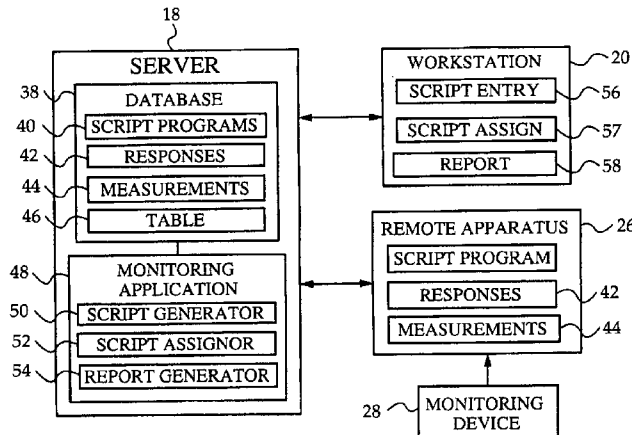 18
SERVER
38
DATABASE
40
SCRIPT PROGRAMS
42
RESPONSES
44
MEASUREMENTS
46
TABLE
48
MONITORING
APPLICATION
50
SCRIPT GENERATOR
52
SCRIPT ASSIGNOR
54
REPORT GENERATOR
WORKSTATION
20
SCRIPT ENTRY
56
SCRIPT ASSIGN
57
REPORT
58
REMOTE APPARATUS
26
SCRIPT PROGRAM
RESPONSES
42
MEASUREMENTS
44
28
MONITORING
DEVICE